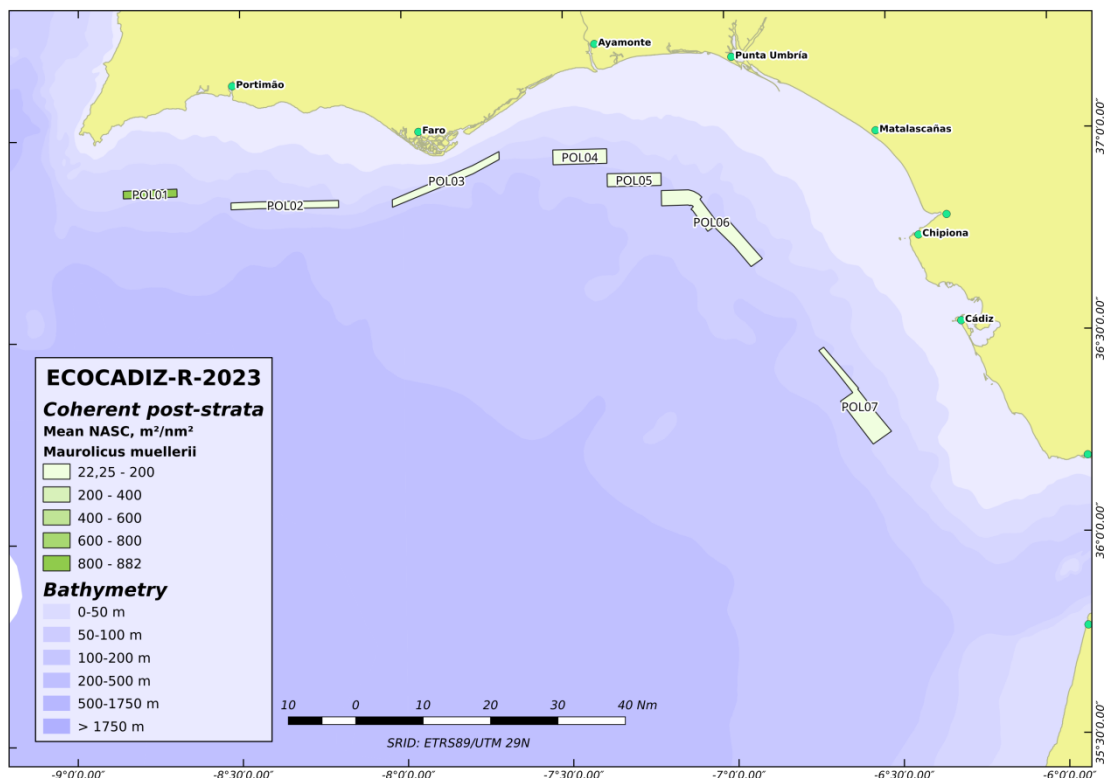 Ayamonte
Punta Umbría
Portimão
Faro
Matalascañas
37°0'0.00"
POL04
POL05
POL03
POL01
POL02
POL06
Chipiona
Cádiz
36°30'0.00"
POL07
ECOCADIZ-R-2023
Coherent post-strata
Mean NASC, m²/nm²
Maurolicus muellerii
22,25 - 200
200 - 400
400 - 600
600 - 800
800 - 882
Bathymetry
0-50 m
50-100 m
100-200 m
200-500 m
500-1750 m
> 1750 m
36°0'0.00"
10 0 10 20 30 40 Nm
SRID: ETRS89/UTM 29N
35°30'0.00"
-9°0'0.00" -8°30'0.00" -8°0'0.00" -7°30'0.00" -7°0'0.00" -6°30'0.00" -6°0'0.00"